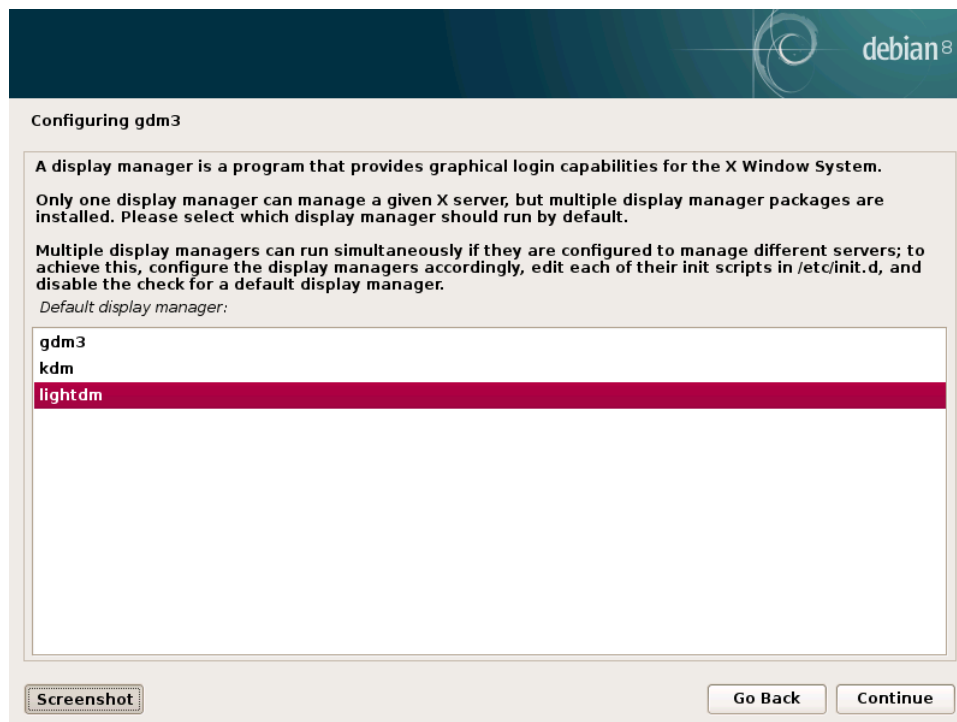 debian 8
Configuring gdm3
A display manager is a program that provides graphical login capabilities for the X Window System.
Only one display manager can manage a given X server, but multiple display manager packages are
installed. Please select which display manager should run by default.
Multiple display managers can run simultaneously if they are configured to manage different servers; to
achieve this, configure the display managers accordingly, edit each of their init scripts in /etc/init.d, and
disable the check for a default display manager.
Default display manager:
gdm3
kdm
lightdm
Screenshot Go Back Continue